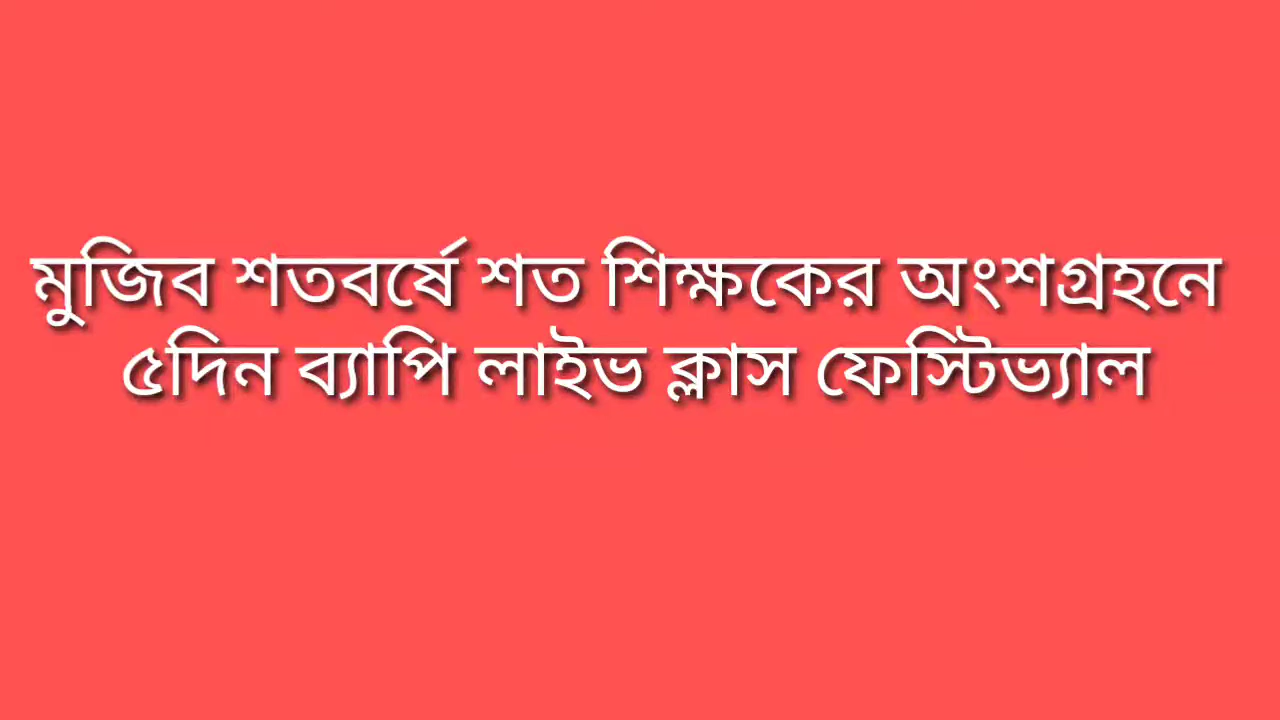 মুজিব শতবর্ষে শত শিক্ষকের অংশগ্রহনে
৫দিন ব্যাপি লাইভ ক্লাস ফেস্টিভ্যাল